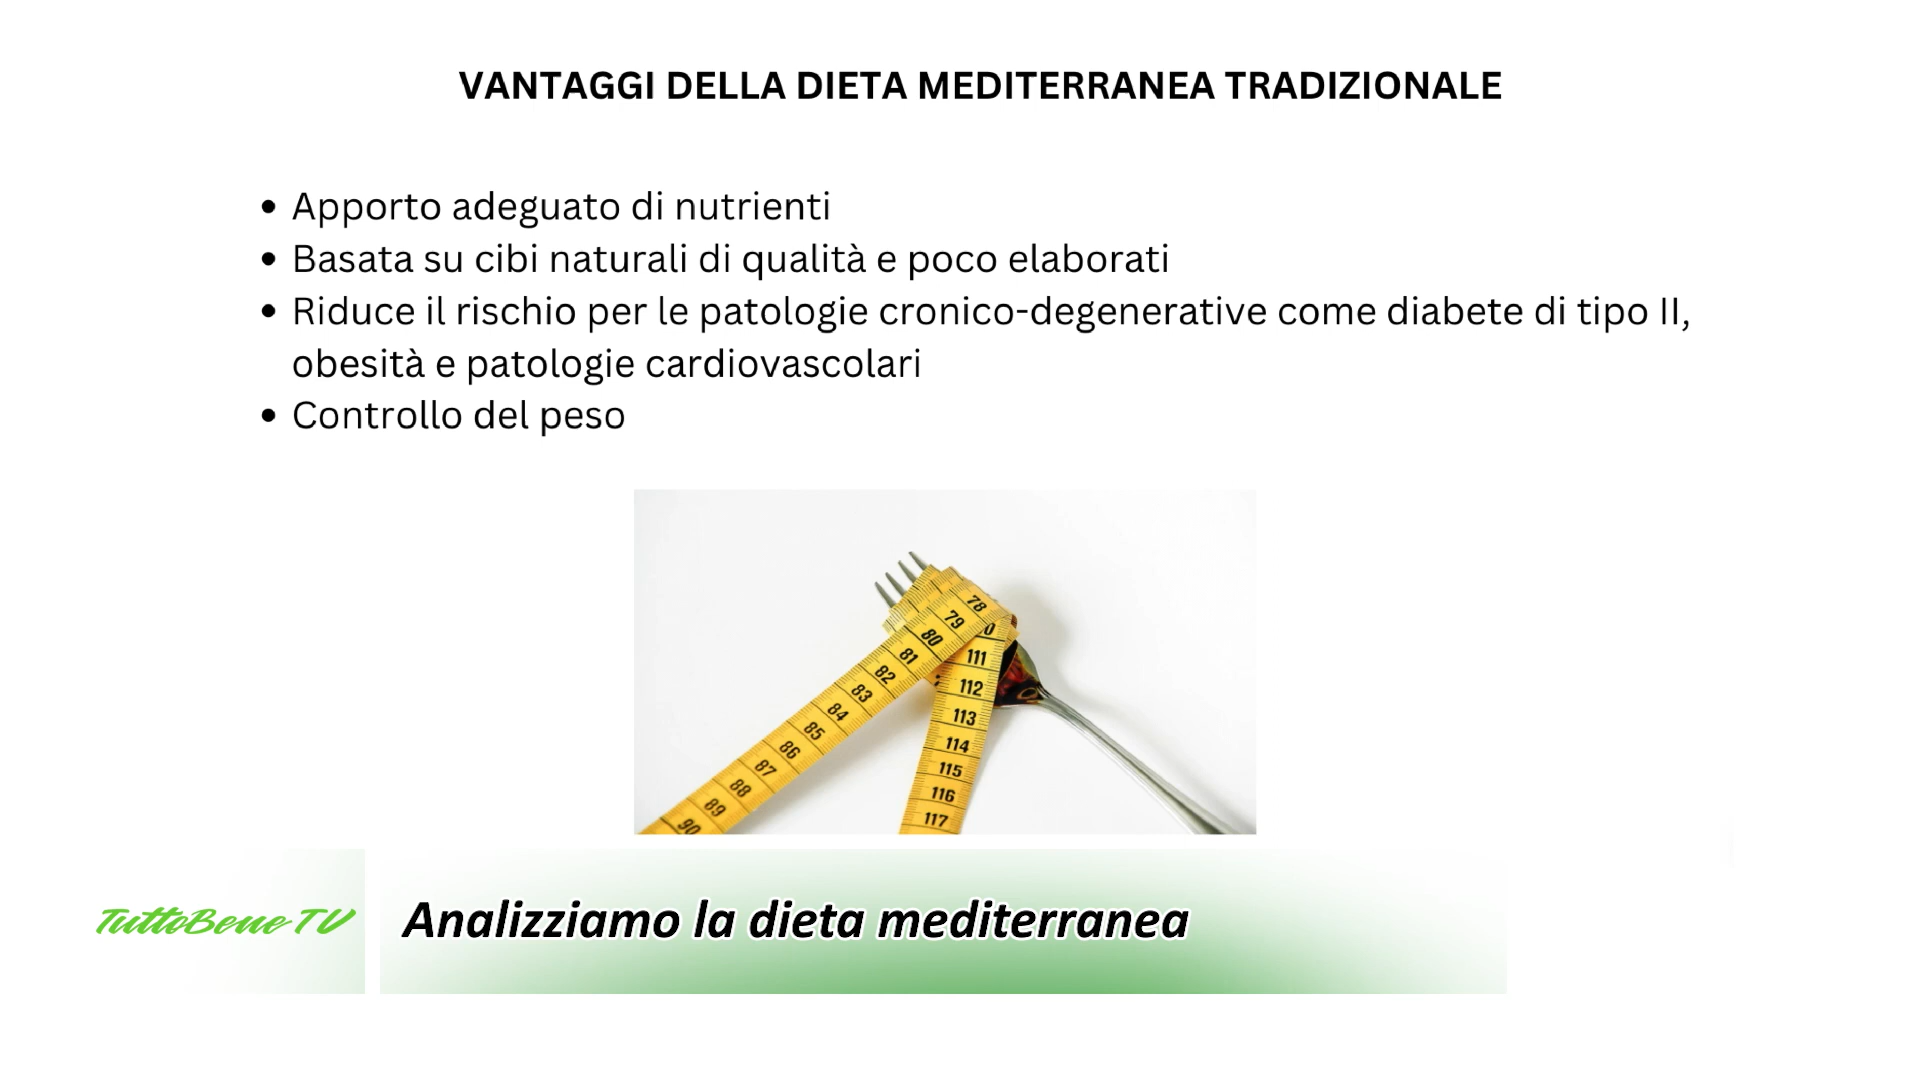 VANTAGGI DELLA DIETA MEDITERRANEA TRADIZIONALE
• Apporto adeguato di nutrienti
• Basata su cibi naturali di qualità e poco elaborati
• Riduce il rischio per le patologie cronico-degenerative come diabete di tipo II,
obesità e patologie cardiovascolari
• Controllo del peso
78
79
80
81
82
83
84
85
86
87
88
89
90
0
111
112
113
114
115
116
117
TuttoBene TV
Analizziamo la dieta mediterranea